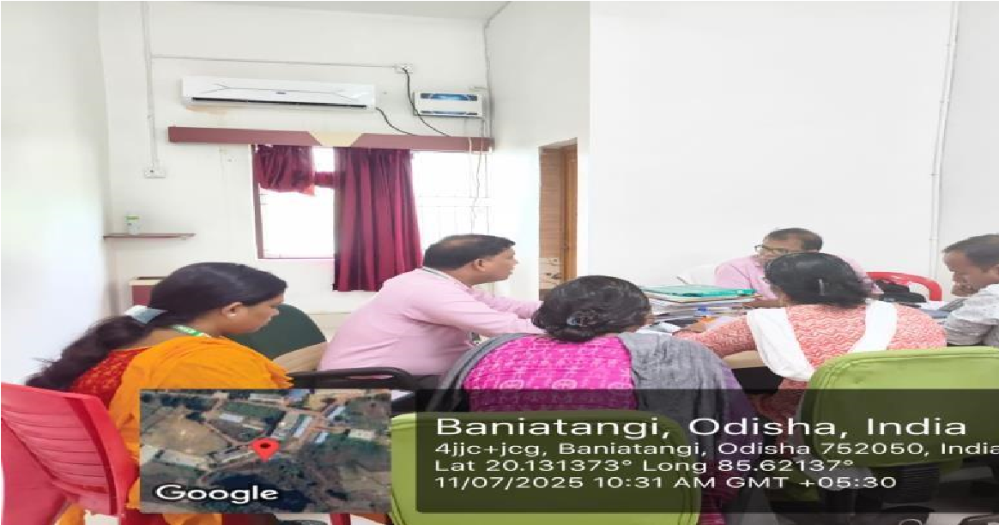 Baniatangi, Odisha, India
4jjc+jcg, Baniatangi, Odisha 752050, India
Lat 20.131373° Long 85.62137°
11/07/2025 10:31 AM GMT +05:30
Google